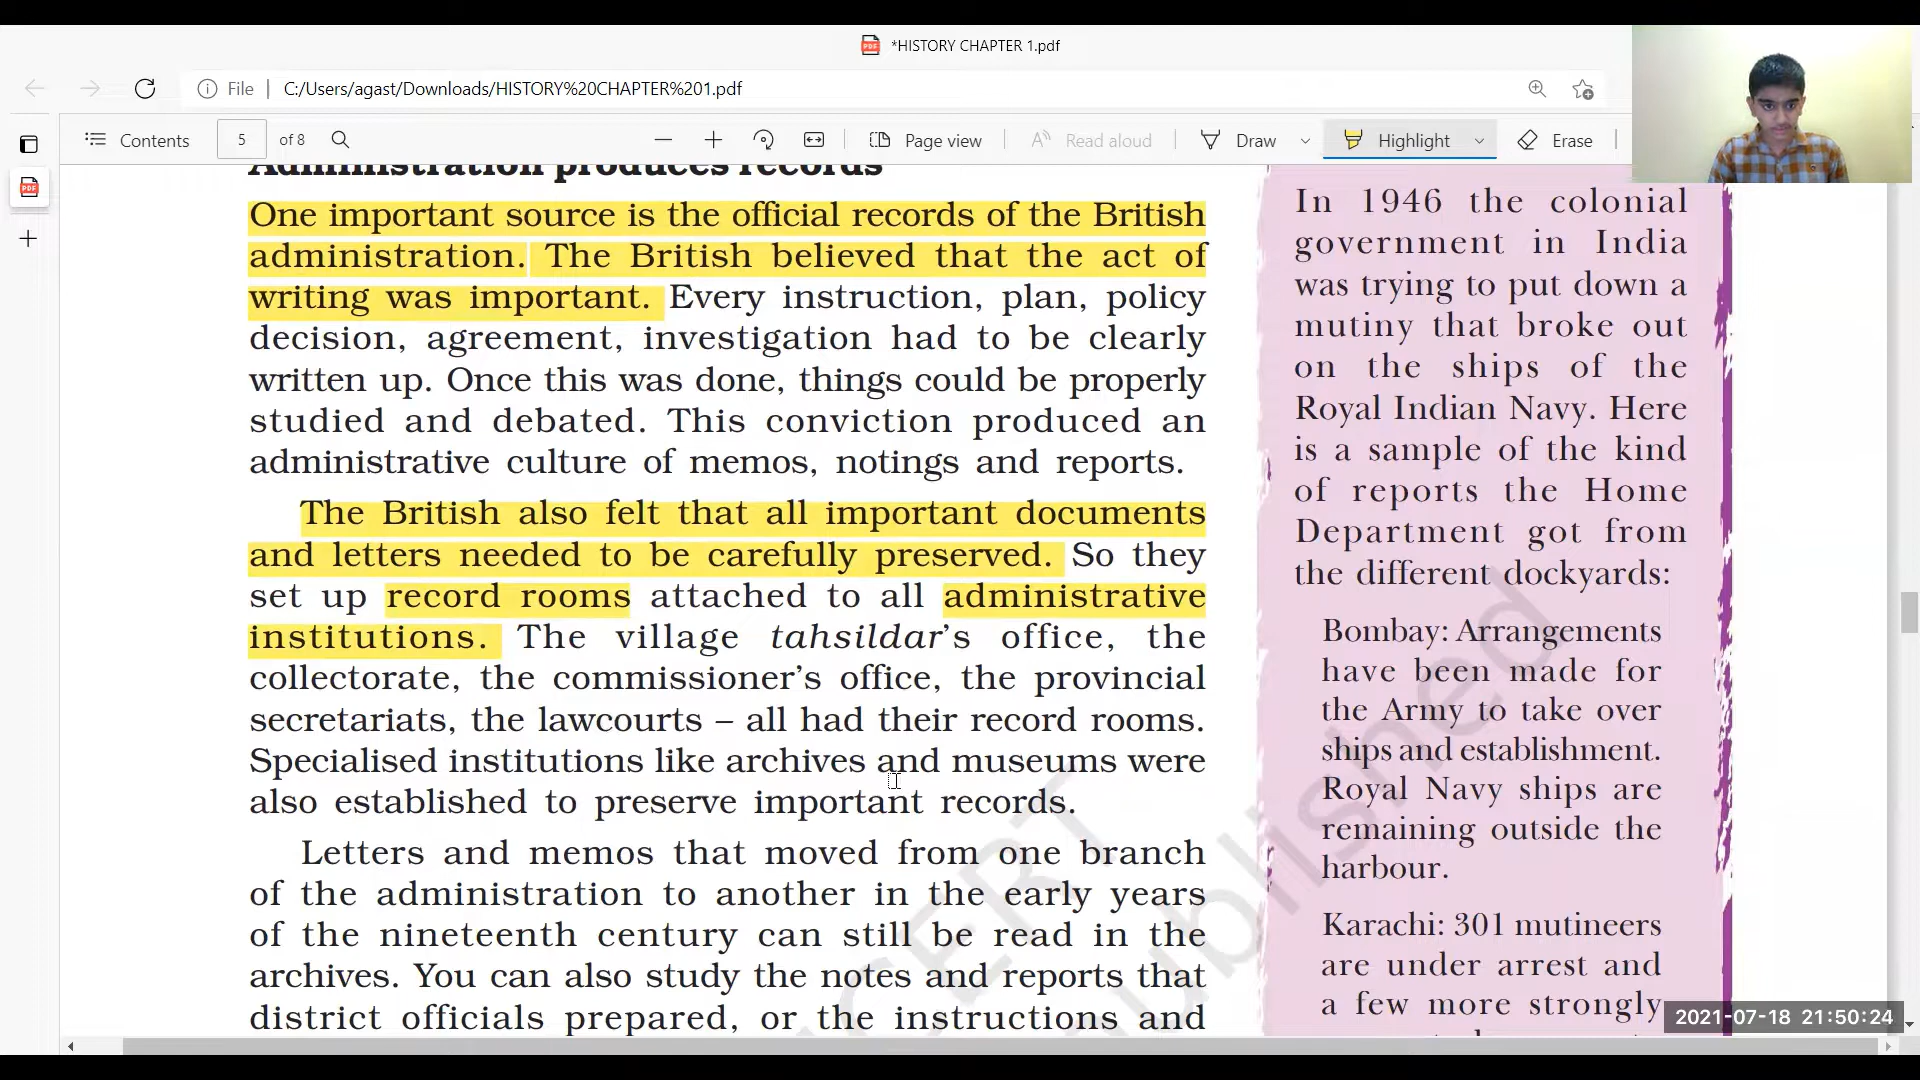 *HISTORY CHAPTER 1.pdf
File | C:/Users/agast/Downloads/HISTORY%20CHAPTER%201.pdf
Contents 5 of 8 Page view Read aloud Draw Highlight Erase
Administration produces records
One important source is the official records of the British
administration. The British believed that the act of
writing was important. Every instruction, plan, policy
decision, agreement, investigation had to be clearly
written up. Once this was done, things could be properly
studied and debated. This conviction produced an
administrative culture of memos, notings and reports.
The British also felt that all important documents
and letters needed to be carefully preserved. So they
set up record rooms attached to all administrative
institutions. The village tahsildar’s office, the
collectorate, the commissioner’s office, the provincial
secretariats, the lawcourts – all had their record rooms.
Specialised institutions like archives and museums were
also established to preserve important records.
Letters and memos that moved from one branch
of the administration to another in the early years
of the nineteenth century can still be read in the
archives. You can also study the notes and reports that
district officials prepared, or the instructions and
In 1946 the colonial
government in India
was trying to put down a
mutiny that broke out
on the ships of the
Royal Indian Navy. Here
is a sample of the kind
of reports the Home
Department got from
the different dockyards:
Bombay: Arrangements
have been made for
the Army to take over
ships and establishment.
Royal Navy ships are
remaining outside the
harbour.
Karachi: 301 mutineers
are under arrest and
a few more strongly
2021-07-18 21:50:24